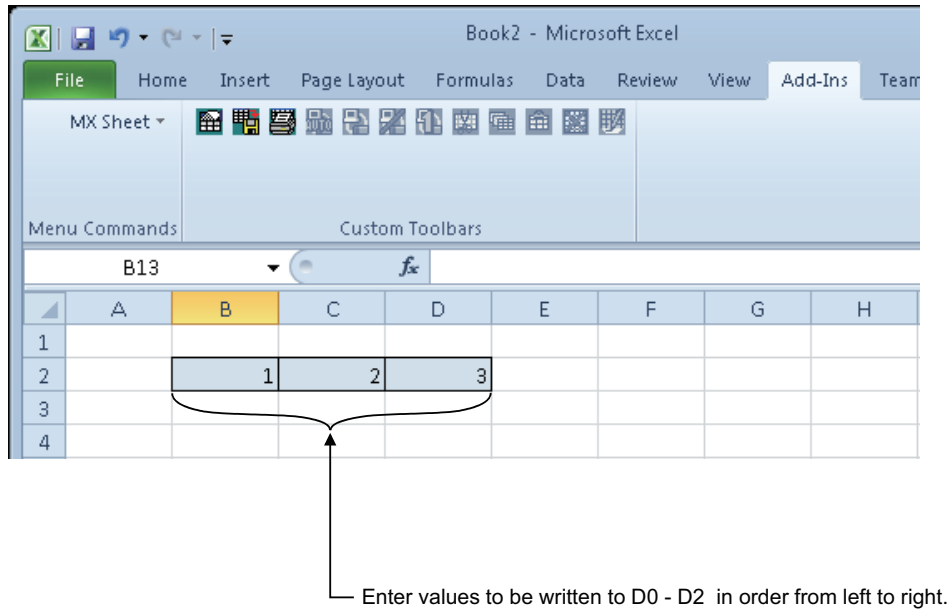 Book2 - Microsoft Excel
File Home Insert Page Layout Formulas Data Review View Add-Ins Team
MX Sheet
Menu Commands Custom Toolbars
B13 fx
A B C D E F G H
1
2 1 2 3
3
4
Enter values to be written to D0 - D2 in order from left to right.